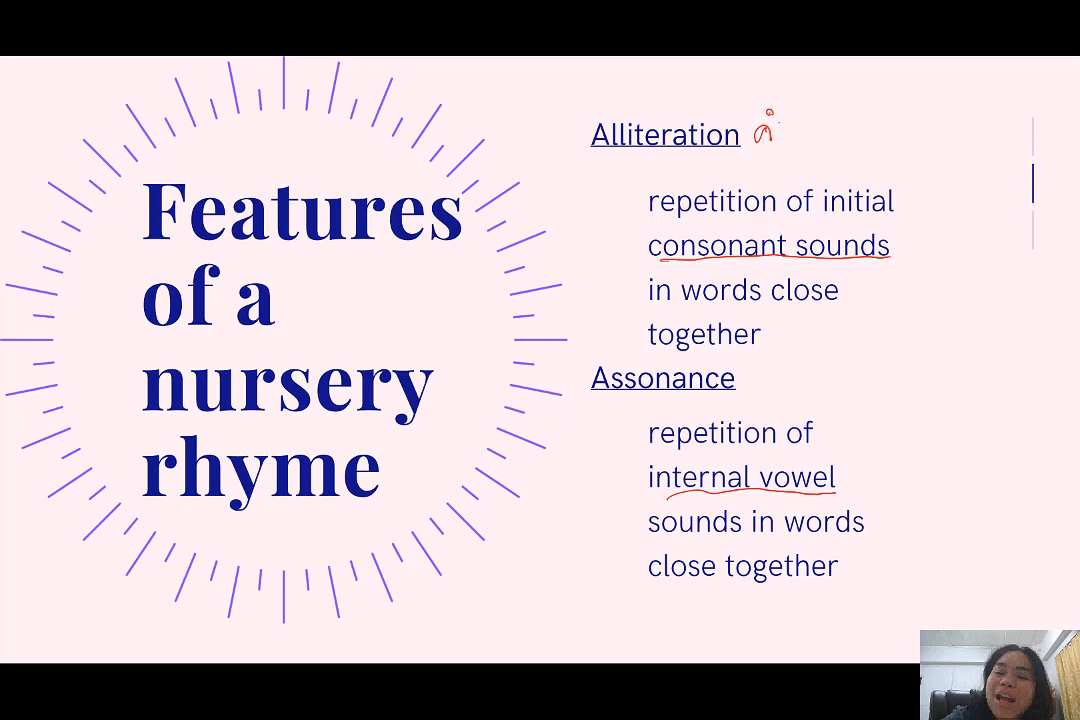 Features
of a
nursery
rhyme
Alliteration
repetition of initial
consonant sounds
in words close
together
Assonance
repetition of
internal vowel
sounds in words
close together